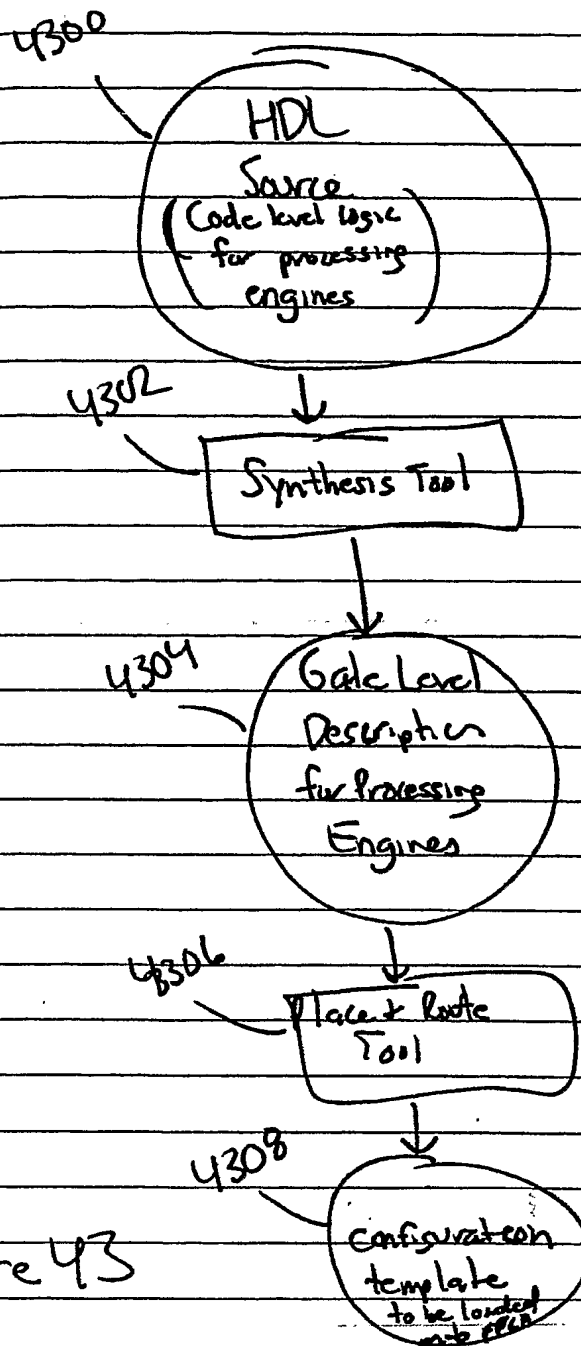 4300
HDL
Source
(Code level logic
for processing
engines)
4302
Synthesis Tool
4304
Gate Level
Description
for Processing
Engines
4306
Place & Route
Tool
4308
configuration
template
to be loaded
onto FPGA
re 43